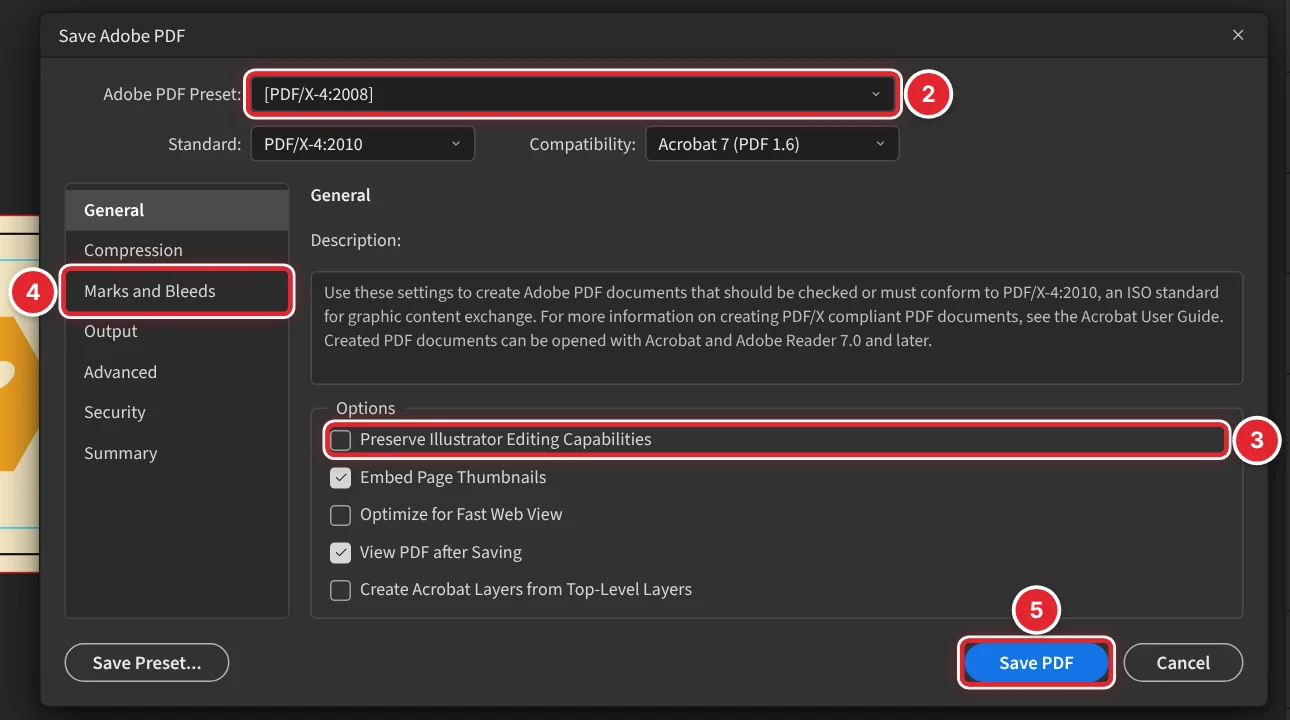 Save Adobe PDF
Adobe PDF Preset: [PDF/X-4:2008] 2
Standard: PDF/X-4:2010 Compatibility: Acrobat 7 (PDF 1.6)
General
General
Compression
Description:
4 Marks and Bleeds
Output
Advanced
Security
Summary
Use these settings to create Adobe PDF documents that should be checked or must conform to PDF/X-4:2010, an ISO standard
for graphic content exchange. For more information on creating PDF/X compliant PDF documents, see the Acrobat User Guide.
Created PDF documents can be opened with Acrobat and Adobe Reader 7.0 and later.
Options
Preserve Illustrator Editing Capabilities 3
Embed Page Thumbnails
Optimize for Fast Web View
View PDF after Saving
Create Acrobat Layers from Top-Level Layers
5
Save Preset... Save PDF Cancel